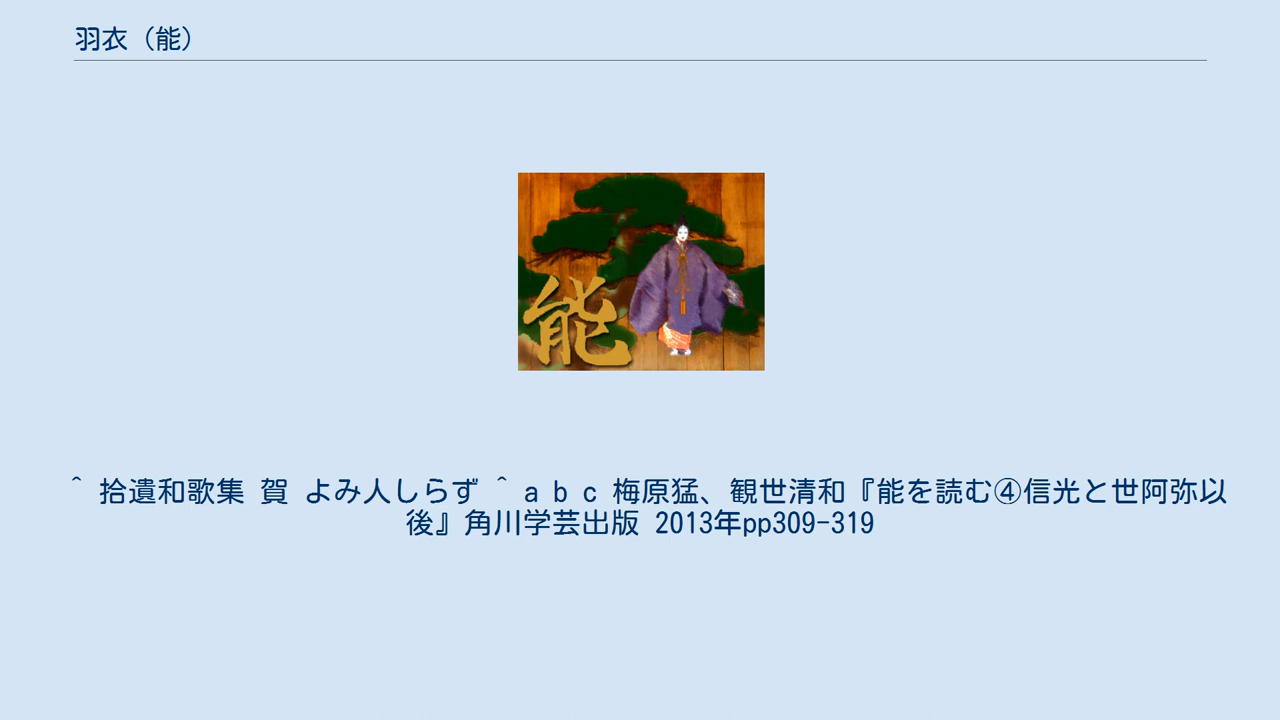 羽衣（能）
能
^ 拾遺和歌集 賀 よみ人しらず ^ a b c 梅原猛、観世清和『能を読む④信光と世阿弥以
後』角川学芸出版 2013年pp309-319